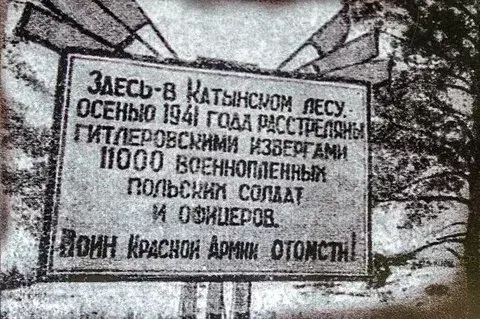 Здесь-в Катынском лесу.
осенью 1941 года расстреляны
гитлеровскими извергами
11000 военнопленных
польских солдат
и офицеров.
Воин Красной Армии отомсти!